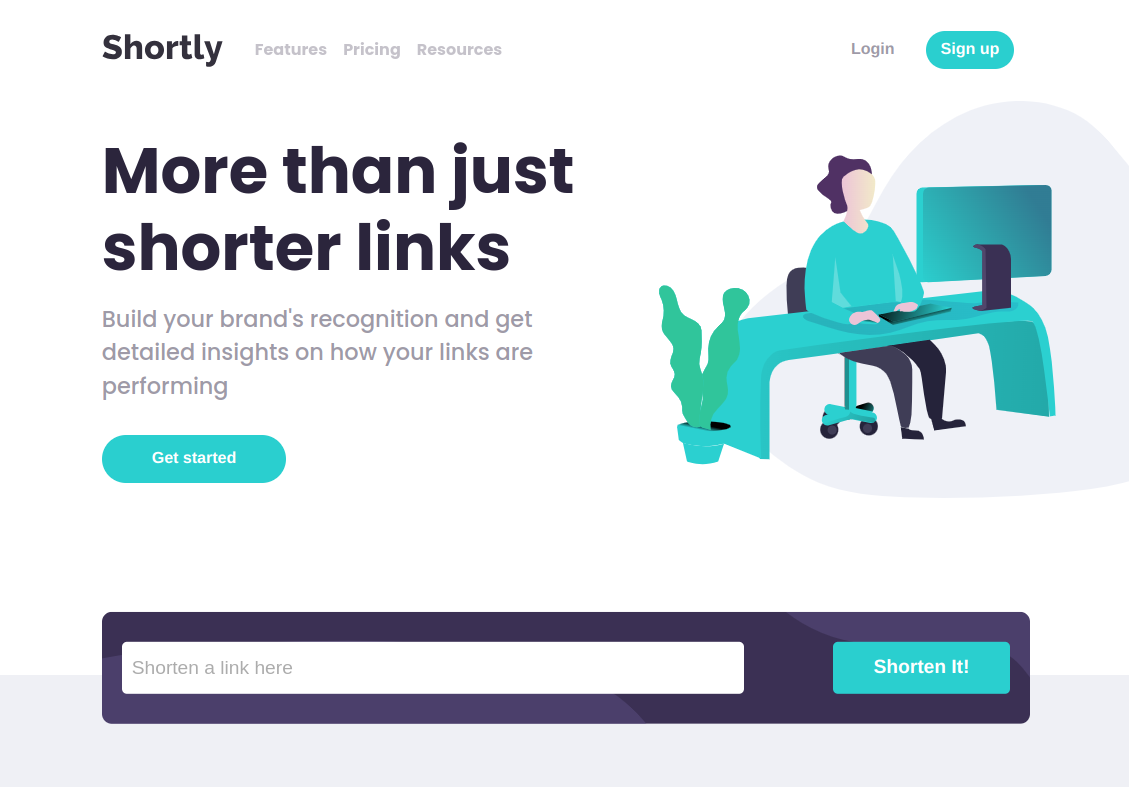 Shortly Features Pricing Resources Login Sign up
More than just
shorter links
Build your brand's recognition and get
detailed insights on how your links are
performing
Get started
Shorten a link here Shorten It!